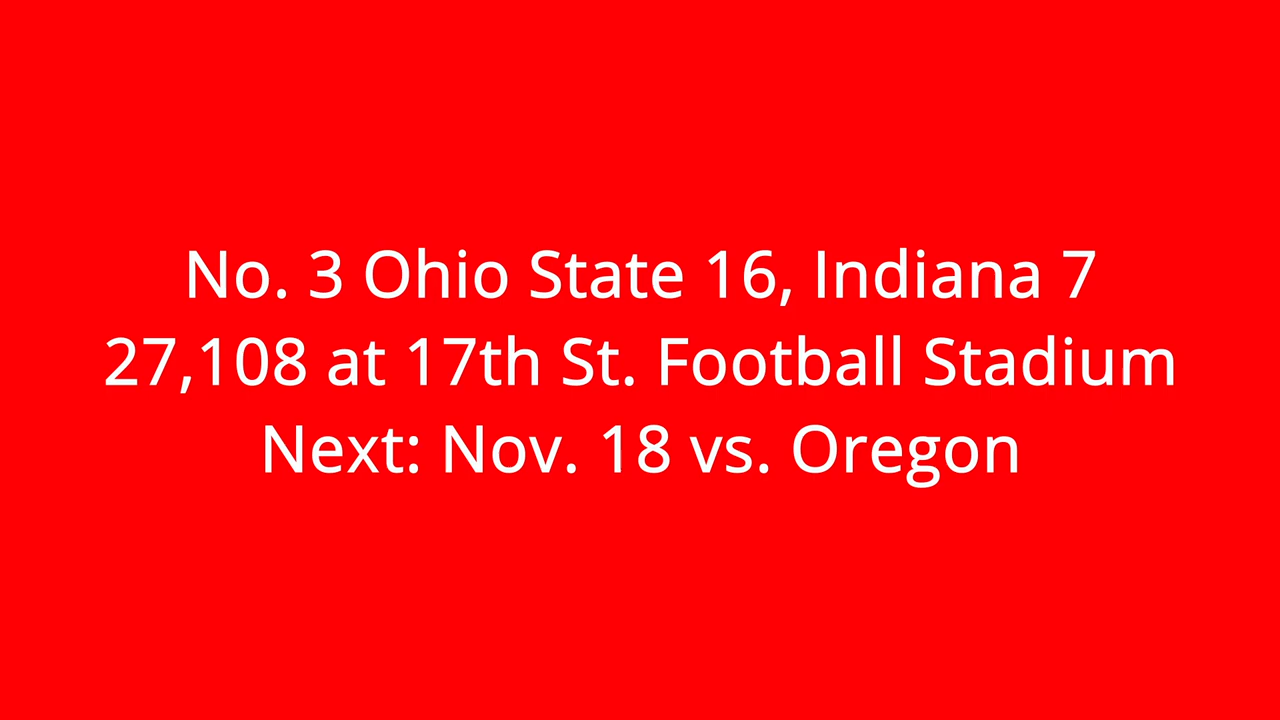 No. 3 Ohio State 16, Indiana 7
27,108 at 17th St. Football Stadium
Next: Nov. 18 vs. Oregon